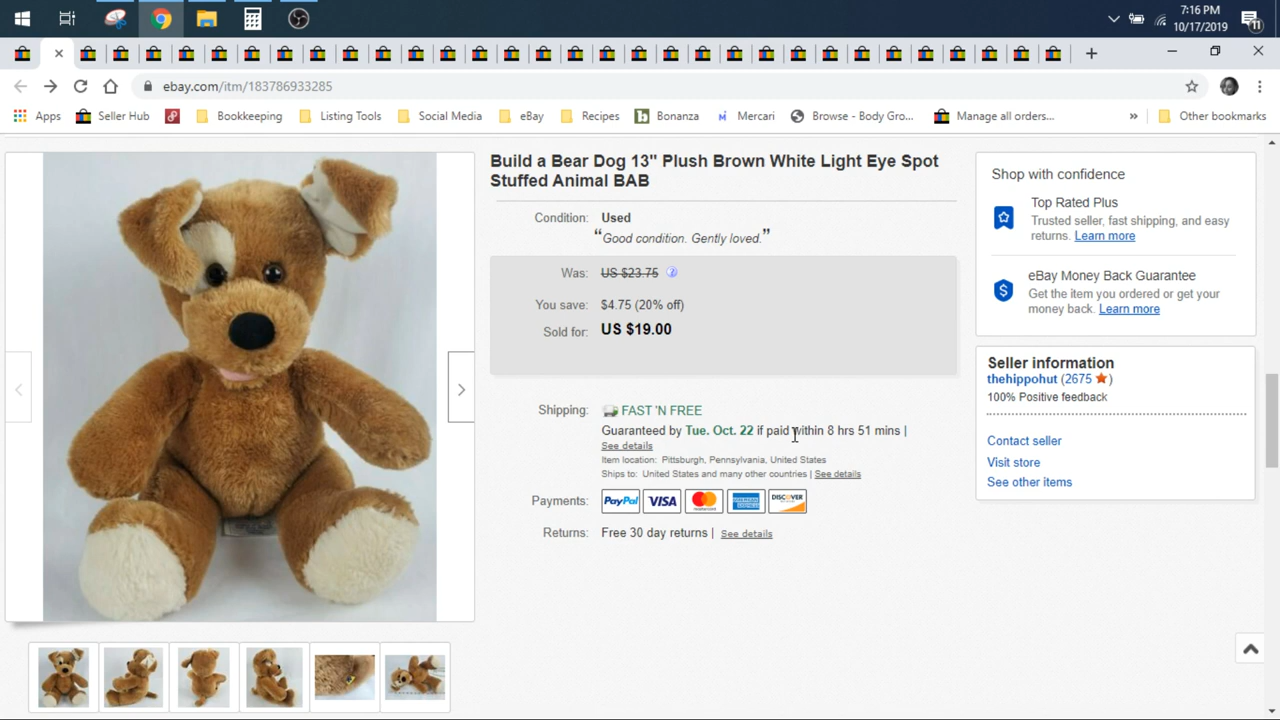 7:16 PM
10/17/2019
11
ebay.com/itm/183786933285
Apps
Seller Hub
Bookkeeping
Listing Tools
Social Media
eBay
Recipes
Bonanza
Mercari
Browse - Body Gro...
Manage all orders...
»
Other bookmarks
Build a Bear Dog 13" Plush Brown White Light Eye Spot
Stuffed Animal BAB
Condition: Used
“Good condition. Gently loved.”
Was: US $23.75
You save: $4.75 (20% off)
Sold for: US $19.00
Shipping: FAST 'N FREE
Guaranteed by Tue. Oct. 22 if paid within 8 hrs 51 mins |
See details
Item location: Pittsburgh, Pennsylvania, United States
Ships to: United States and many other countries | See details
Payments: PayPal VISA MasterCard AMERICAN EXPRESS DISCOVER
Returns: Free 30 day returns | See details
Shop with confidence
Top Rated Plus
Trusted seller, fast shipping, and easy
returns. Learn more
eBay Money Back Guarantee
Get the item you ordered or get your
money back. Learn more
Seller information
thehippohut (2675)
100% Positive feedback
Contact seller
Visit store
See other items